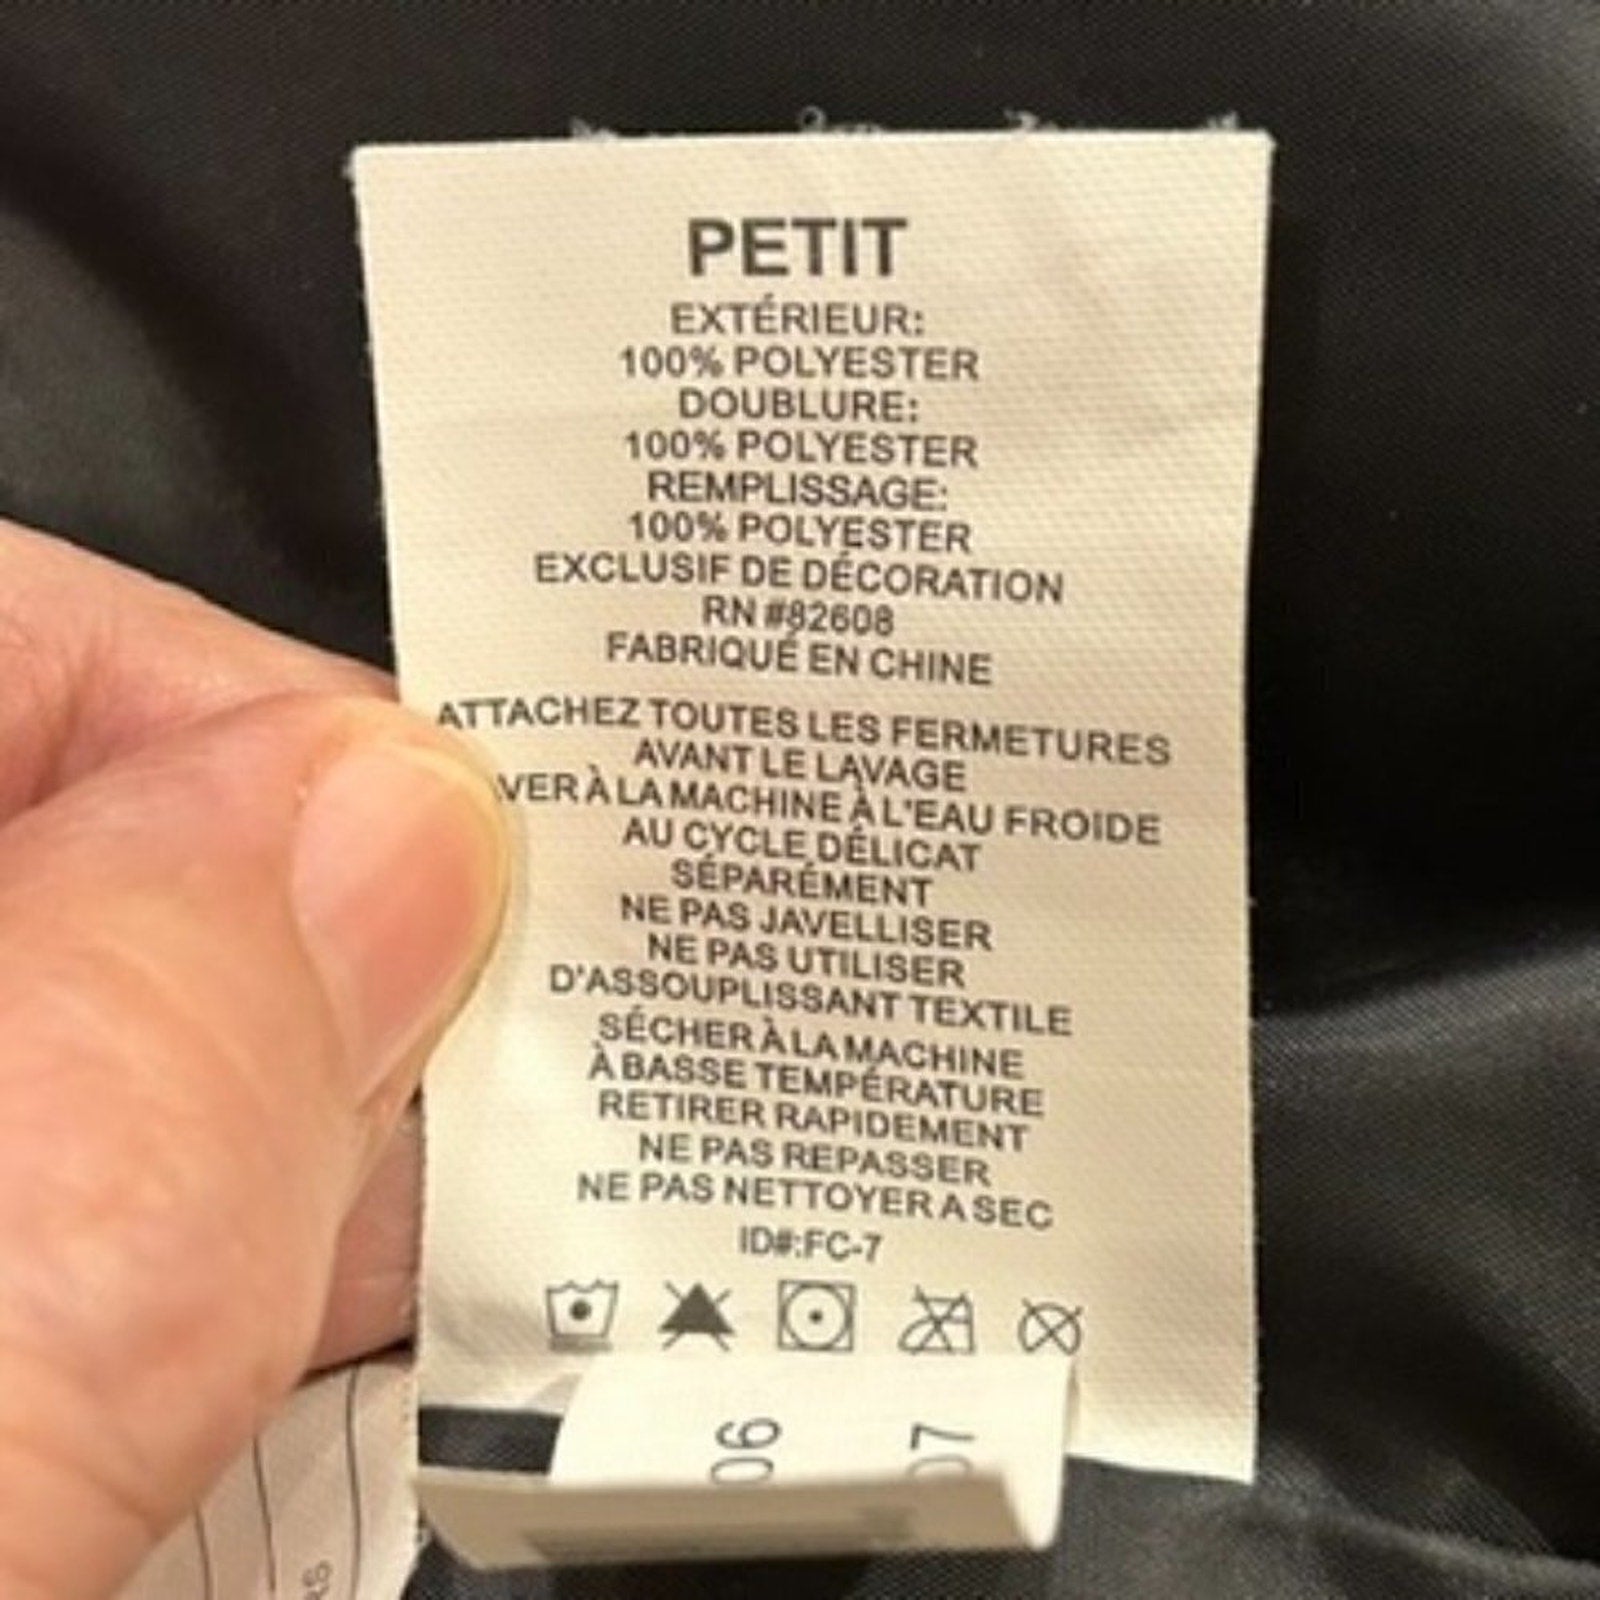 PETIT
EXTÉRIEUR:
100% POLYESTER
DOUBLURE:
100% POLYESTER
REMPLISSAGE:
100% POLYESTER
EXCLUSIF DE DÉCORATION
RN #82608
FABRIQUÉ EN CHINE
ATTACHEZ TOUTES LES FERMETURES
AVANT LE LAVAGE
VER À LA MACHINE À L'EAU FROIDE
AU CYCLE DÉLICAT
SÉPARÉMENT
NE PAS JAVELLISER
NE PAS UTILISER
D'ASSOUPLISSANT TEXTILE
SÉCHER À LA MACHINE
À BASSE TEMPÉRATURE
RETIRER RAPIDEMENT
NE PAS REPASSER
NE PAS NETTOYER A SEC
ID#:FC-7
06
07